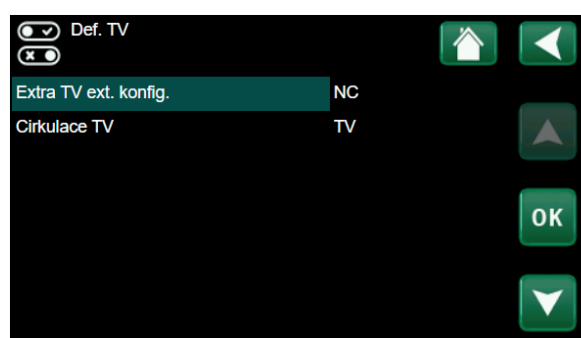 Def. TV
Extra TV ext. konfig. NC
Cirkulace TV TV
OK